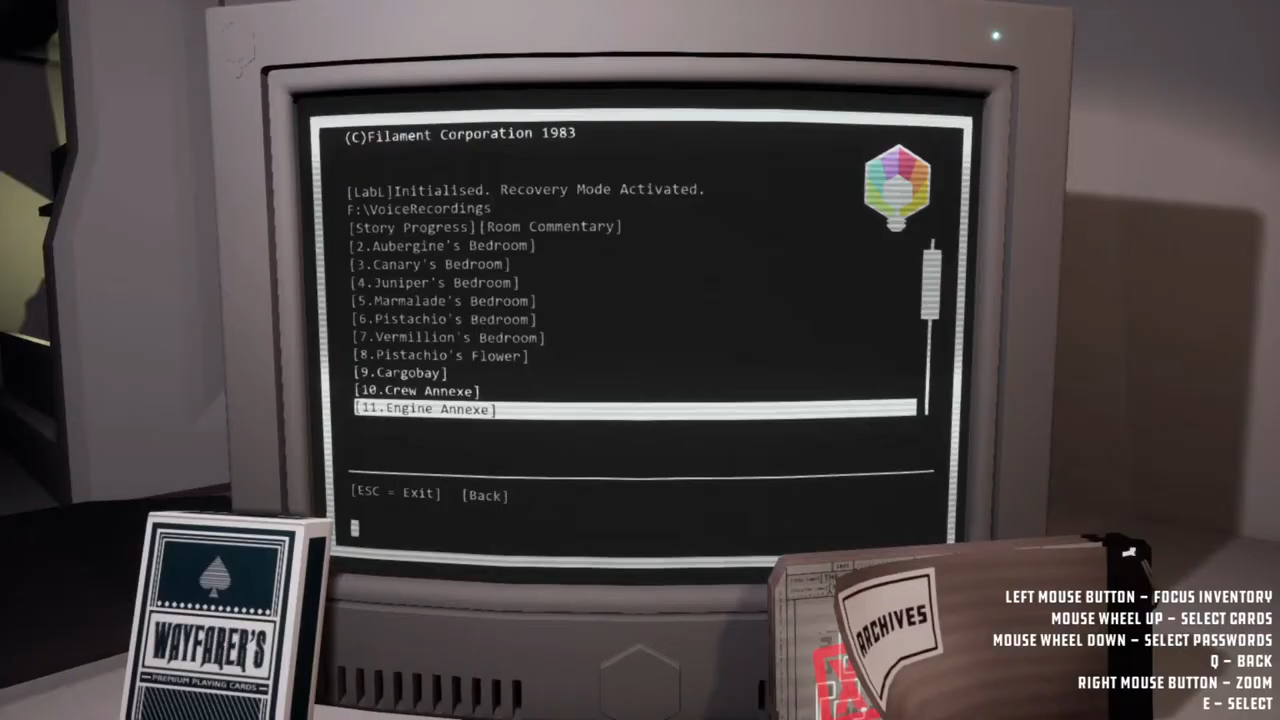 (C)Filament Corporation 1983
[LabL]Initialised. Recovery Mode Activated.
F:\VoiceRecordings
[Story Progress][Room Commentary]
[2.Aubergine's Bedroom]
[3.Canary's Bedroom]
[4.Juniper's Bedroom]
[5.Marmalade's Bedroom]
[6.Pistachio's Bedroom]
[7.Vermillion's Bedroom]
[8.Pistachio's Flower]
[9.Cargobay]
[10.Crew Annexe]
[11.Engine Annexe]
[ESC = Exit] [Back]
WAYFARER'S
PREMIUM PLAYING CARDS
ARCHIVES
LEFT MOUSE BUTTON - FOCUS INVENTORY
MOUSE WHEEL UP - SELECT CARDS
MOUSE WHEEL DOWN - SELECT PASSWORDS
Q - BACK
RIGHT MOUSE BUTTON - ZOOM
E - SELECT